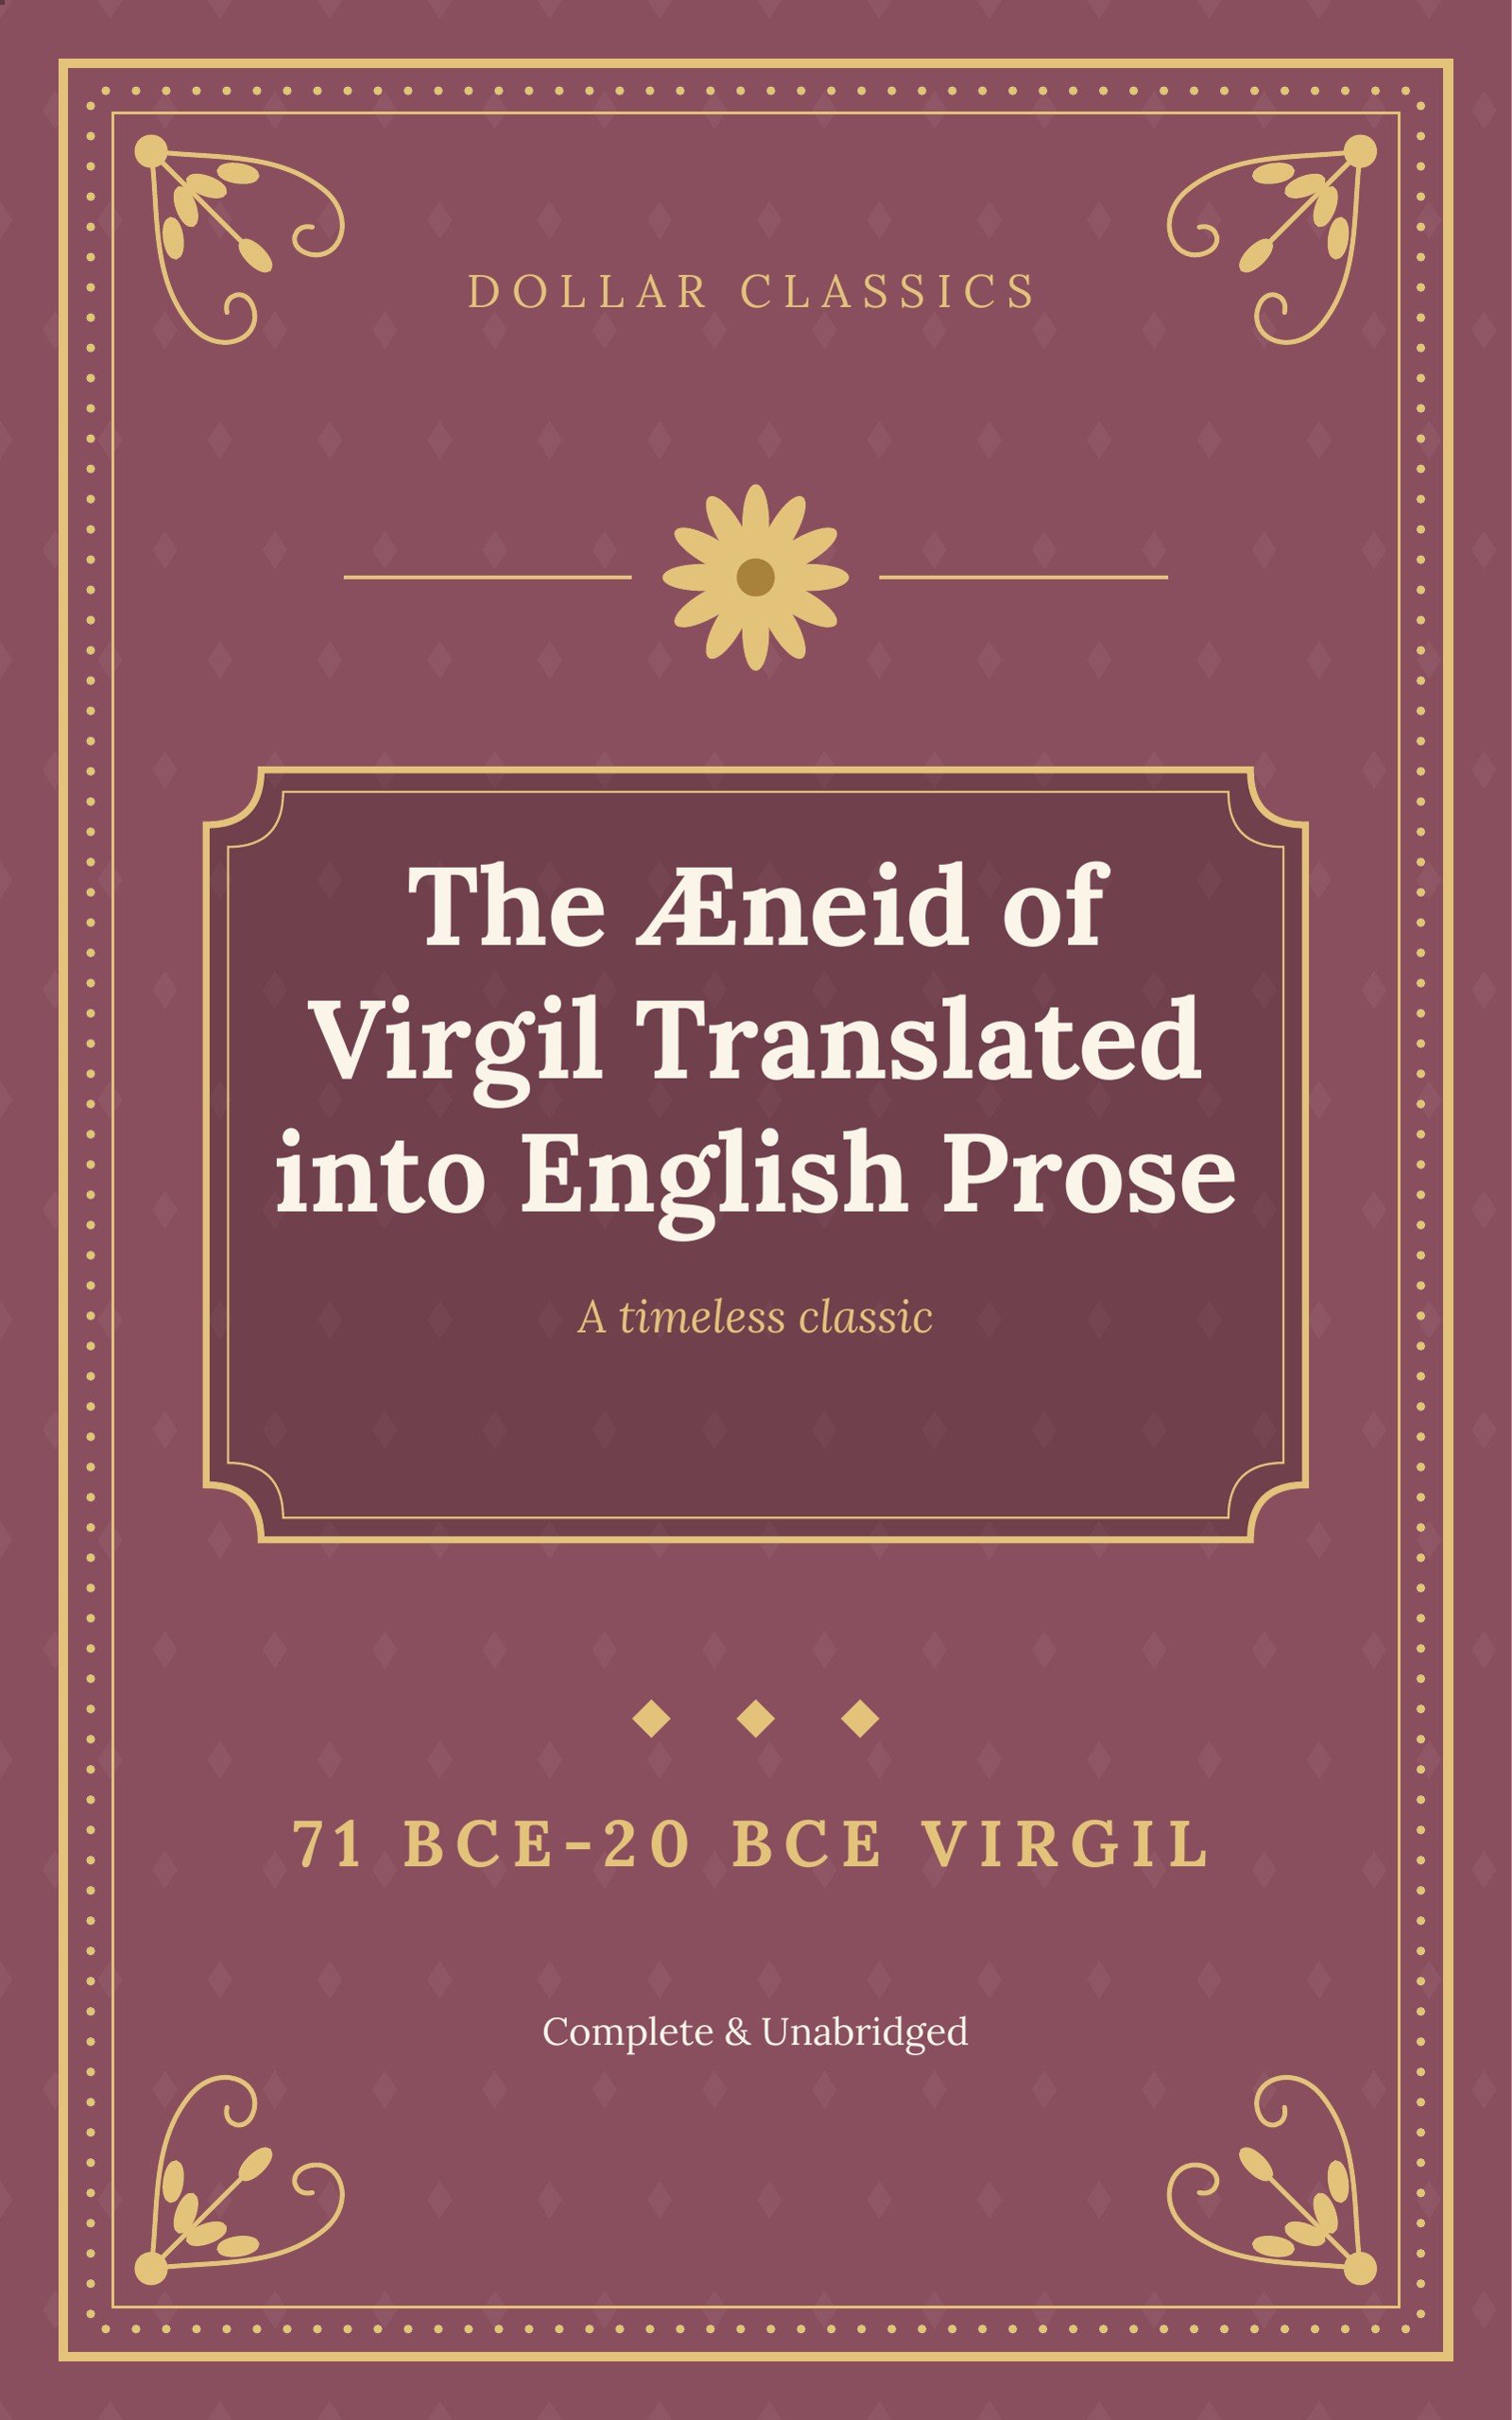 DOLLAR CLASSICS
The Æneid of
Virgil Translated
into English Prose
A timeless classic
71 BCE-20 BCE VIRGIL
Complete & Unabridged